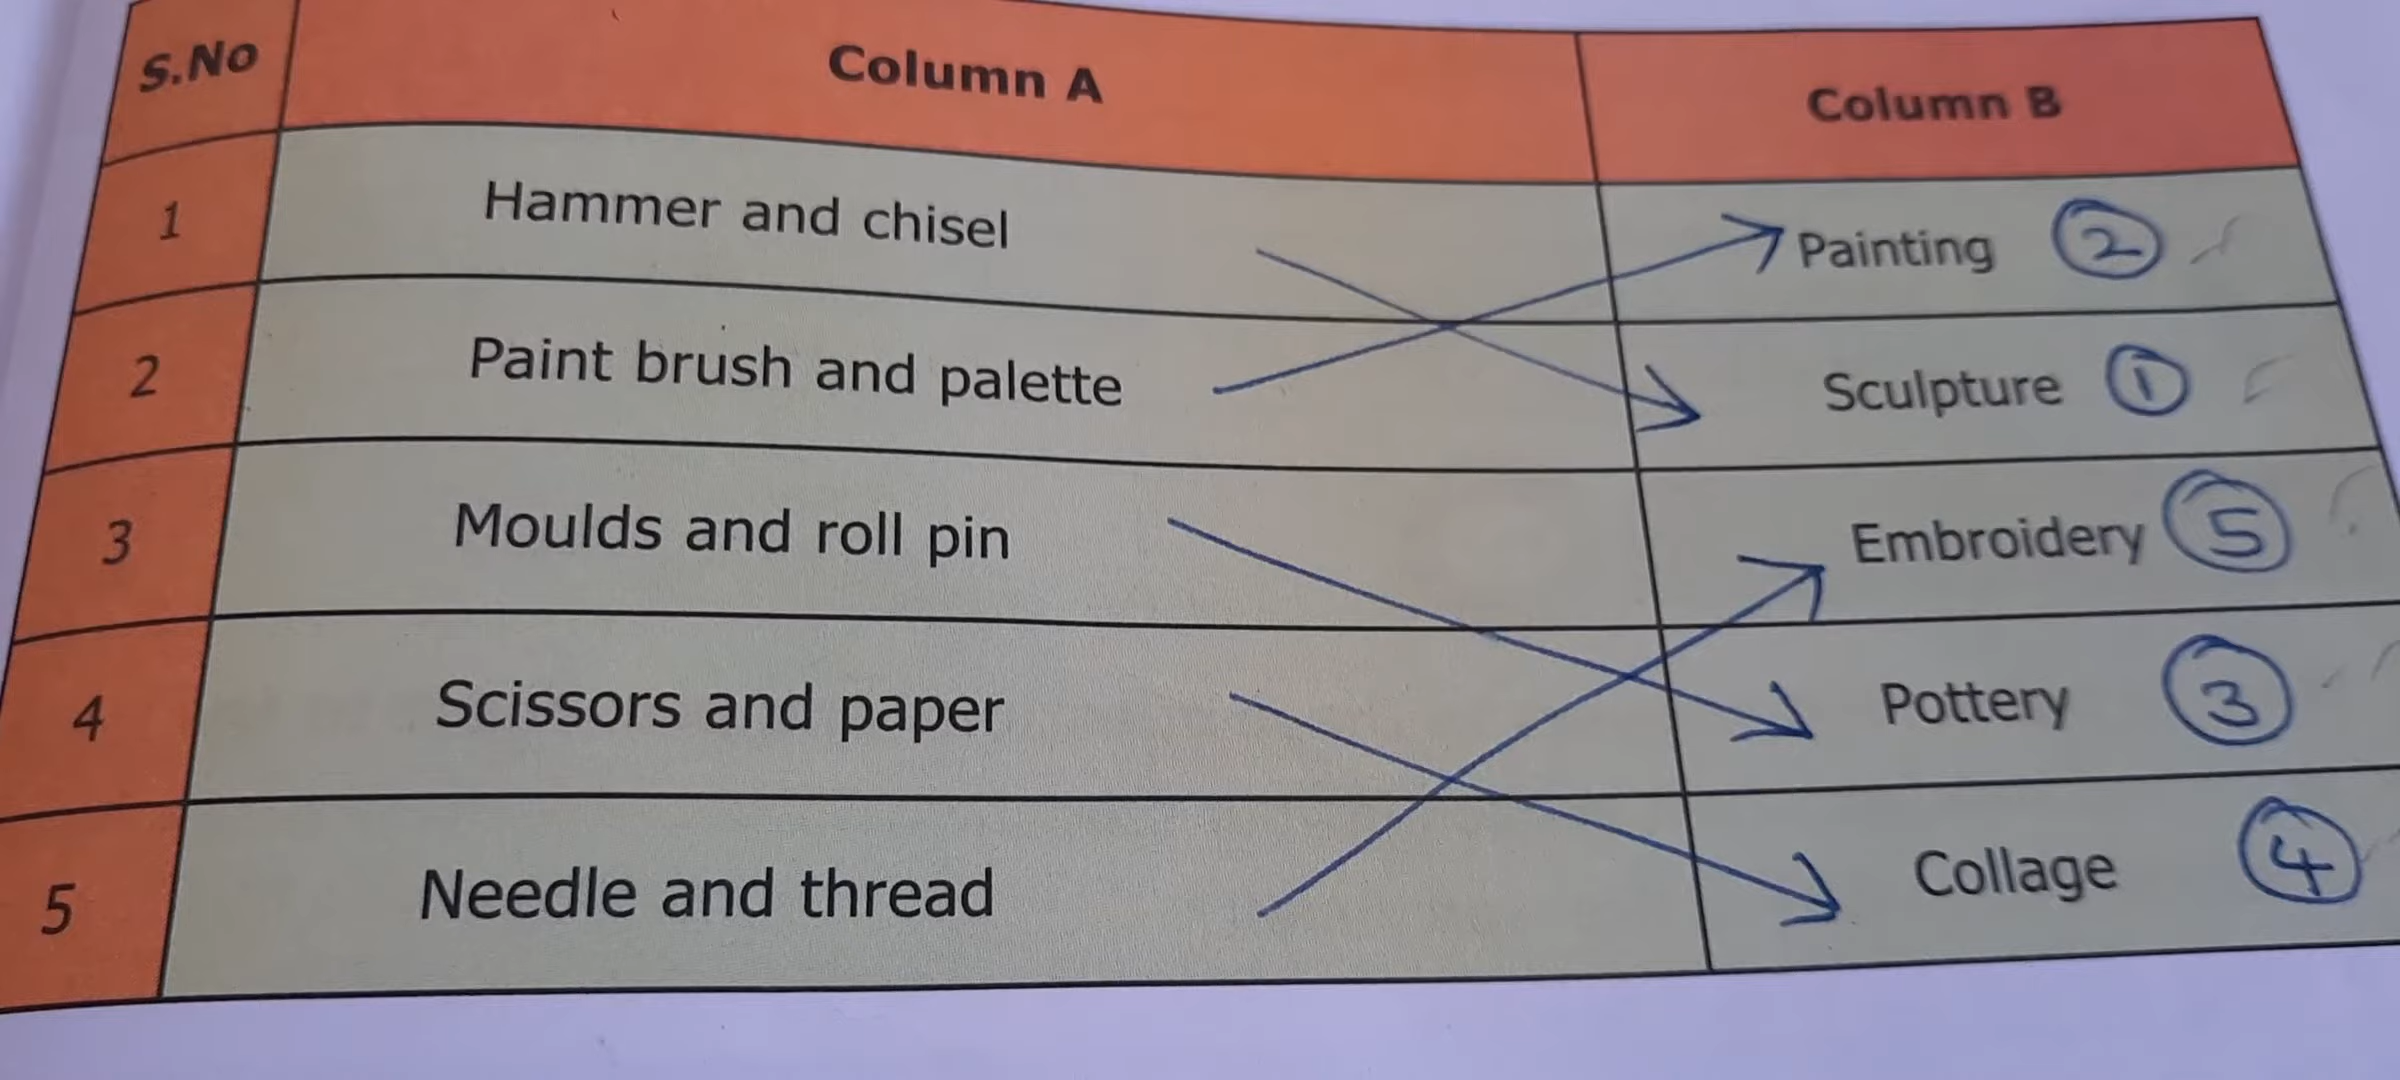 S.No Column A Column B
1 Hammer and chisel Painting 2
2 Paint brush and palette Sculpture 1
3 Moulds and roll pin Embroidery 5
4 Scissors and paper Pottery 3
5 Needle and thread Collage 4